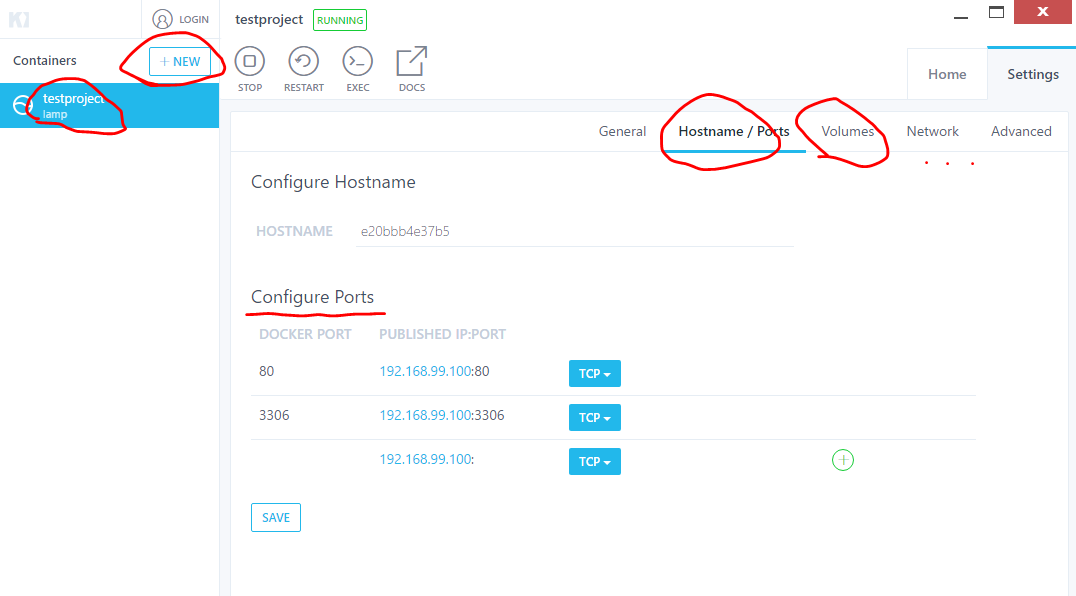 LOGIN
testproject RUNNING
Containers
+ NEW
STOP RESTART EXEC DOCS
Home Settings
testproject
lamp
General Hostname / Ports Volumes Network Advanced
Configure Hostname
HOSTNAME e20bbb4e37b5
Configure Ports
DOCKER PORT PUBLISHED IP:PORT
80 192.168.99.100:80 TCP
3306 192.168.99.100:3306 TCP
192.168.99.100: TCP
SAVE